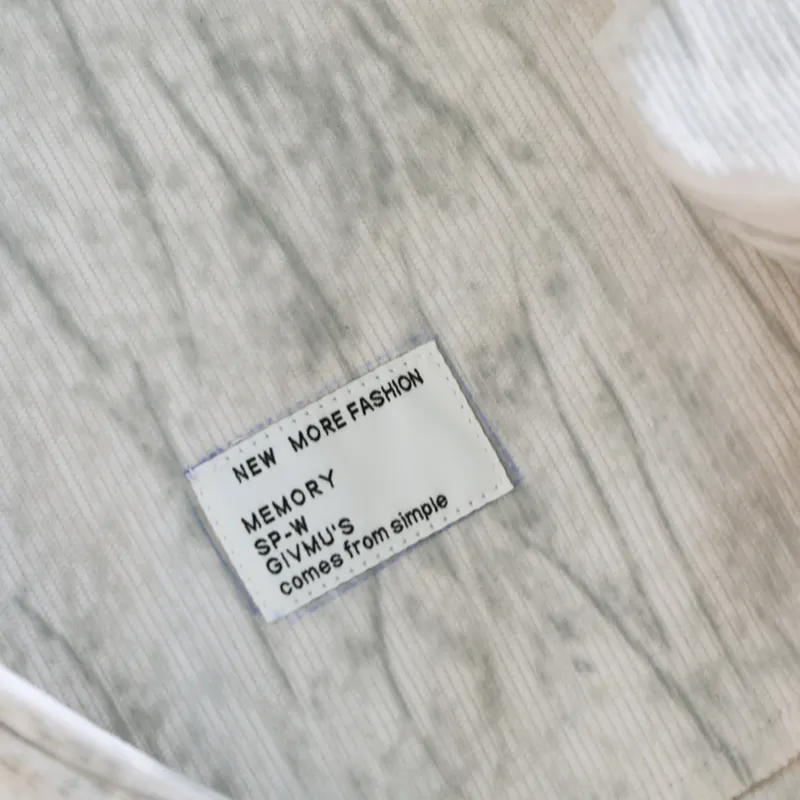 NEW MORE FASHION
MEMORY
SP-W
GIVMU'S
comes from simple